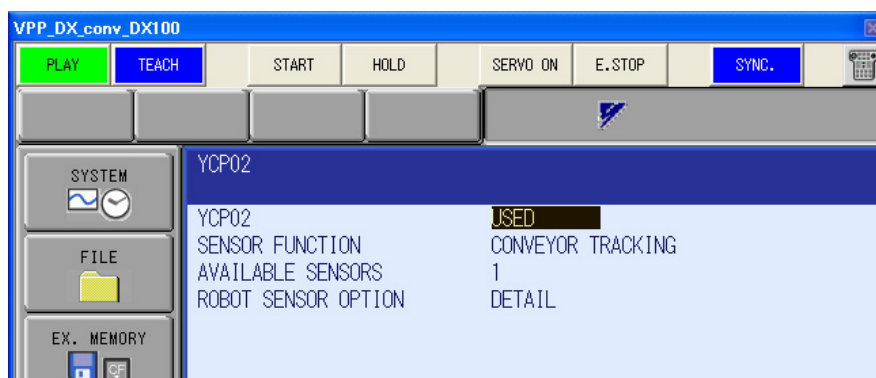 VPP_DX_conv_DX100
PLAY TEACH START HOLD SERVO ON E.STOP SYNC.
SYSTEM
FILE
EX. MEMORY
CF
YCP02
YCP02 USED
SENSOR FUNCTION CONVEYOR TRACKING
AVAILABLE SENSORS 1
ROBOT SENSOR OPTION DETAIL